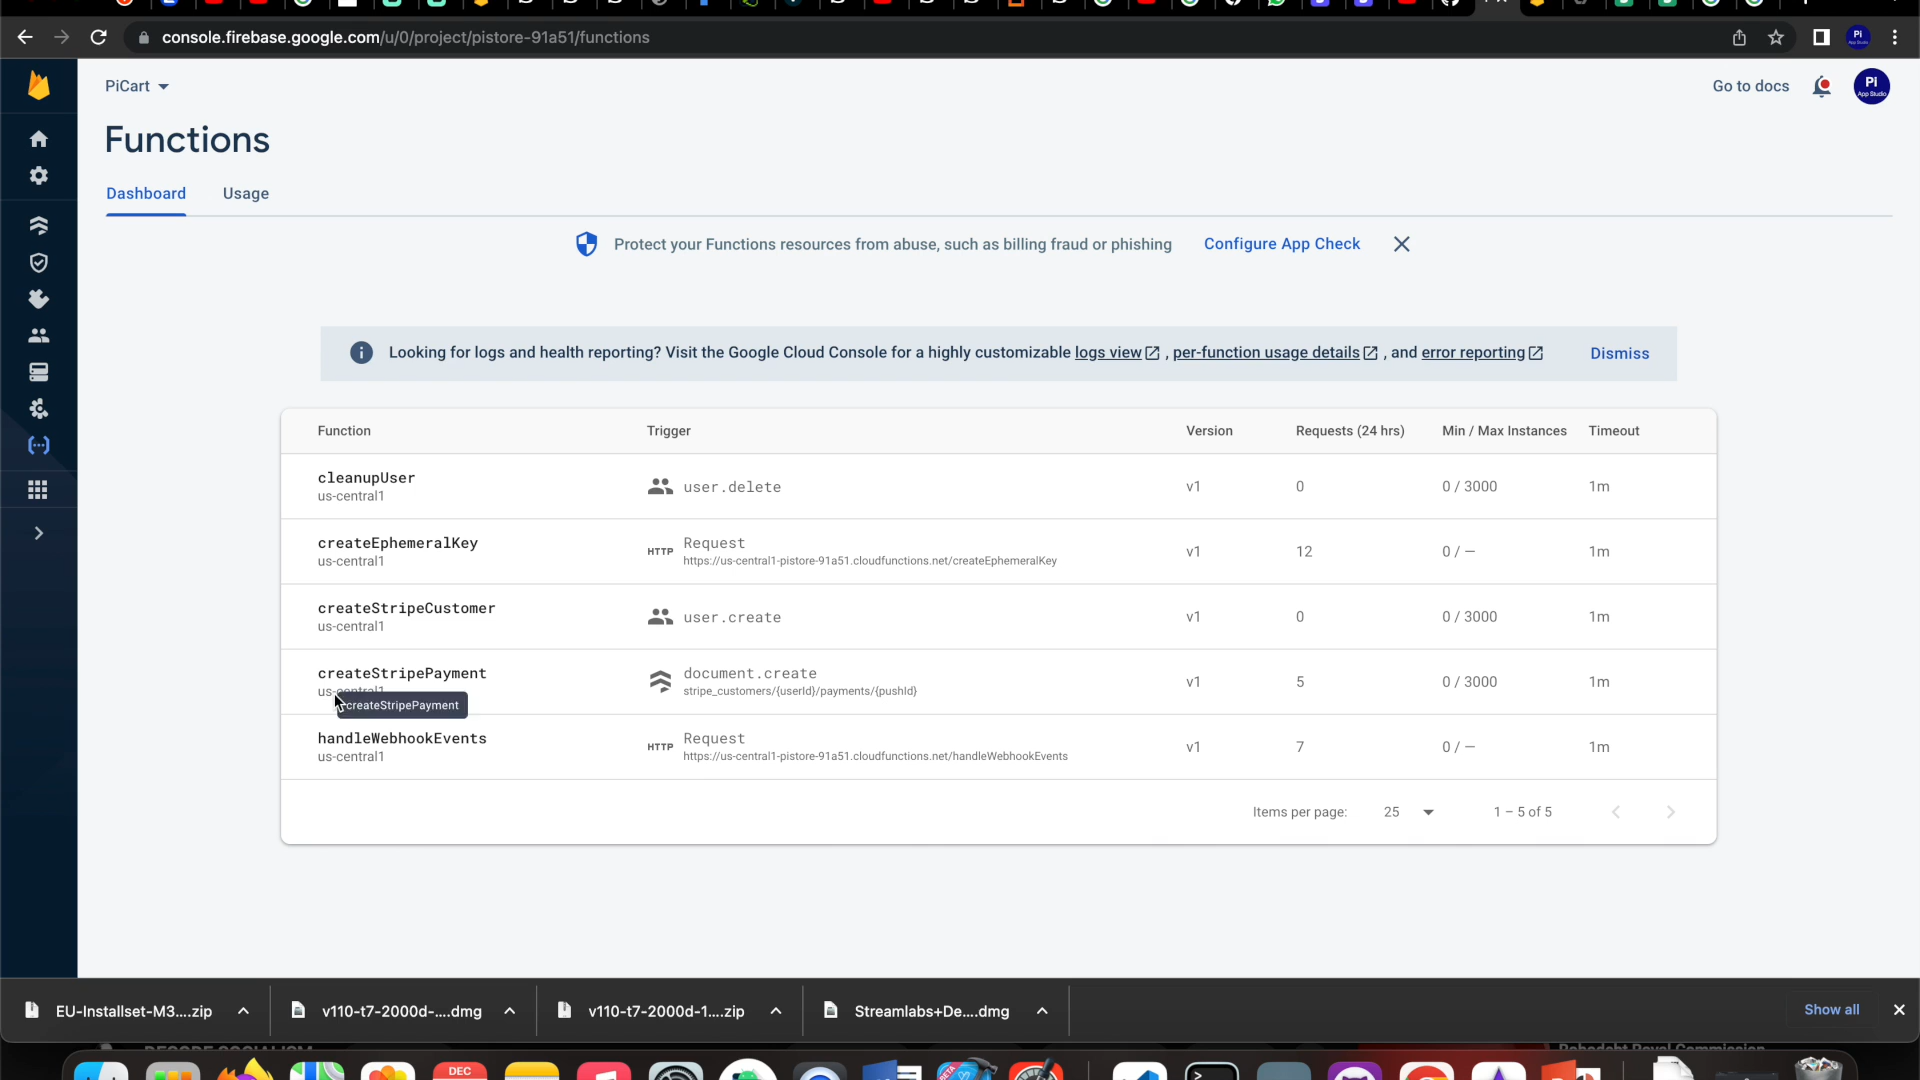 console.firebase.google.com/u/0/project/pistore-91a51/functions
Pi
PiCart
Go to docs
Pi
App Studio
Functions
Dashboard
Usage
Protect your Functions resources from abuse, such as billing fraud or phishing
Configure App Check
Looking for logs and health reporting? Visit the Google Cloud Console for a highly customizable logs view , per-function usage details , and error reporting
Dismiss
Function Trigger Version Requests (24 hrs) Min / Max Instances Timeout
cleanupUser
us-central1
user.delete
v1 0 0 / 3000 1m
createEphemeralKey
us-central1
HTTP Request
https://us-central1-pistore-91a51.cloudfunctions.net/createEphemeralKey
v1 12 0 / — 1m
createStripeCustomer
us-central1
user.create
v1 0 0 / 3000 1m
createStripePayment
us-central1
createStripePayment
document.create
stripe_customers/{userId}/payments/{pushId}
v1 5 0 / 3000 1m
handleWebhookEvents
us-central1
HTTP Request
https://us-central1-pistore-91a51.cloudfunctions.net/handleWebhookEvents
v1 7 0 / — 1m
Items per page: 25 1 – 5 of 5
EU-Installset-M3....zip
v110-t7-2000d-....dmg
v110-t7-2000d-1....zip
Streamlabs+De....dmg
Show all
DEC